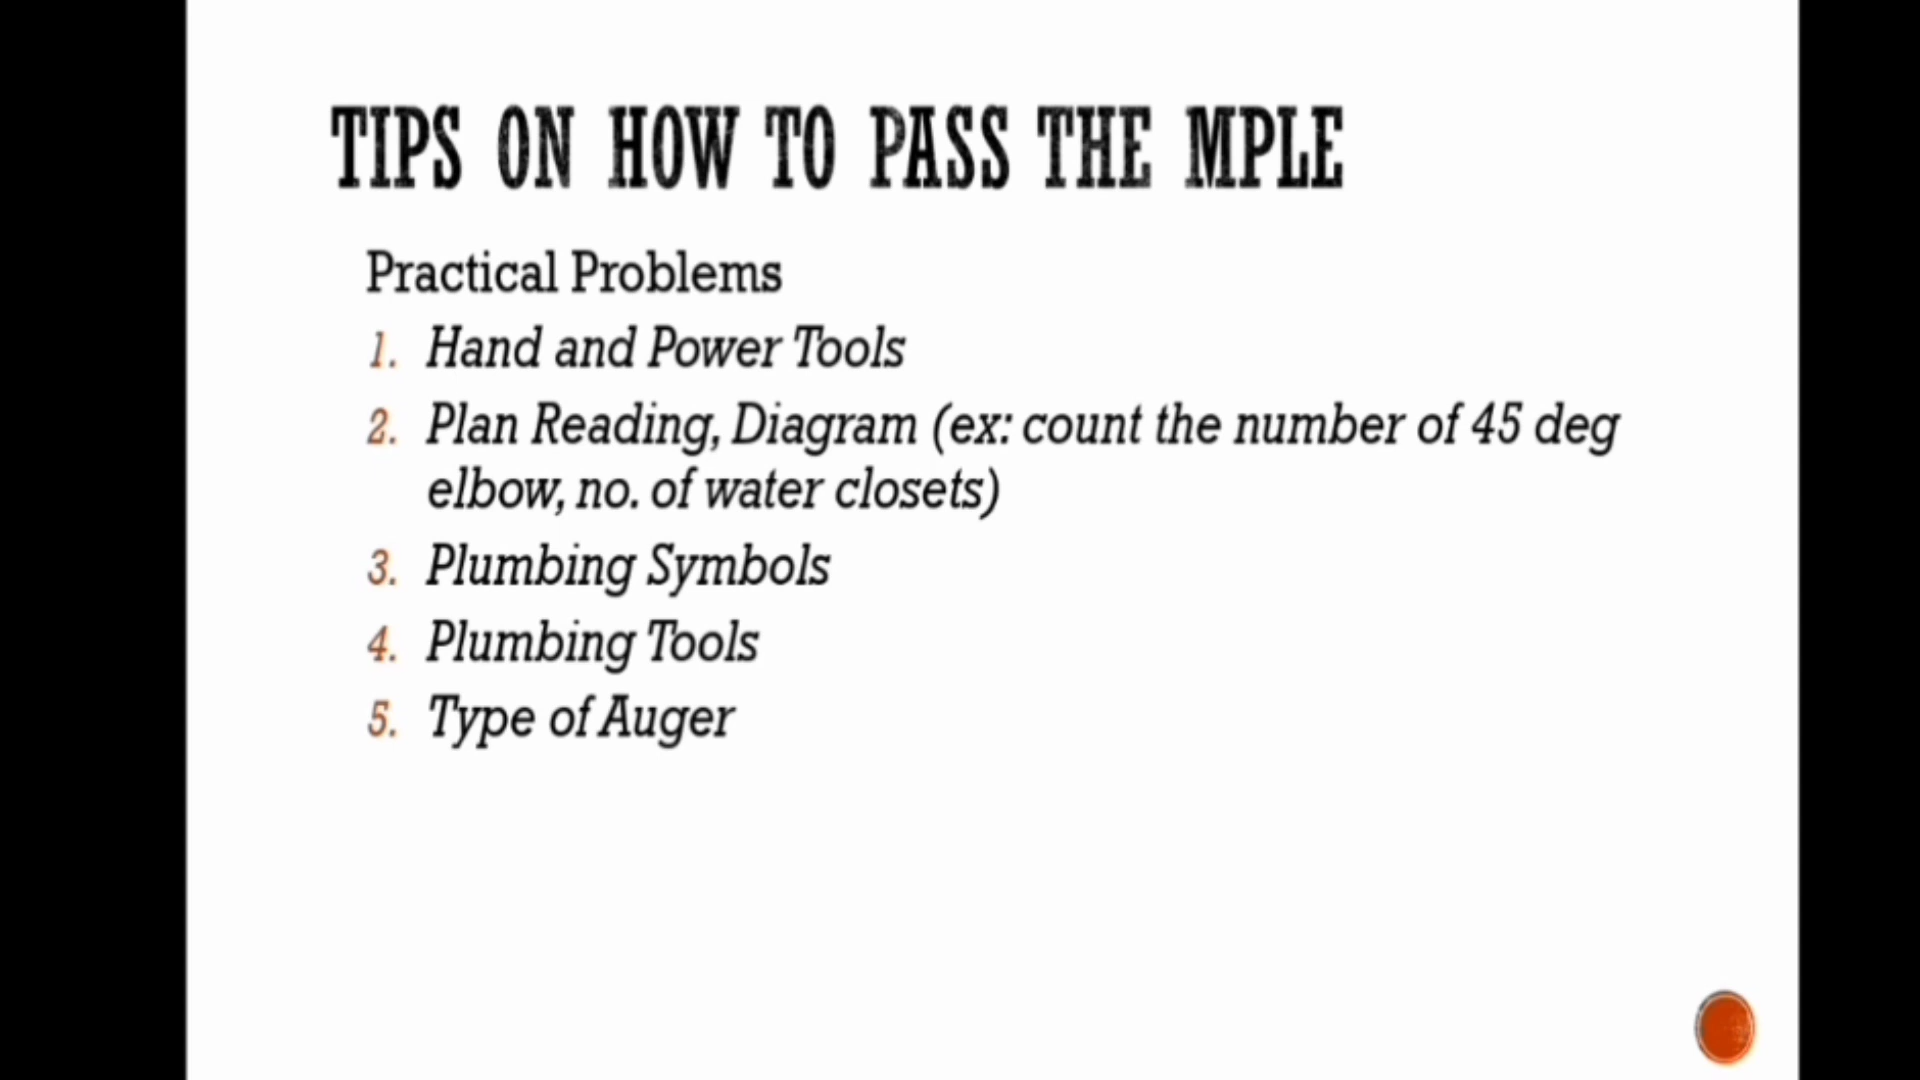 TIPS ON HOW TO PASS THE MPLE
Practical Problems
1. Hand and Power Tools
2. Plan Reading, Diagram (ex: count the number of 45 deg
elbow, no. of water closets)
3. Plumbing Symbols
4. Plumbing Tools
5. Type of Auger